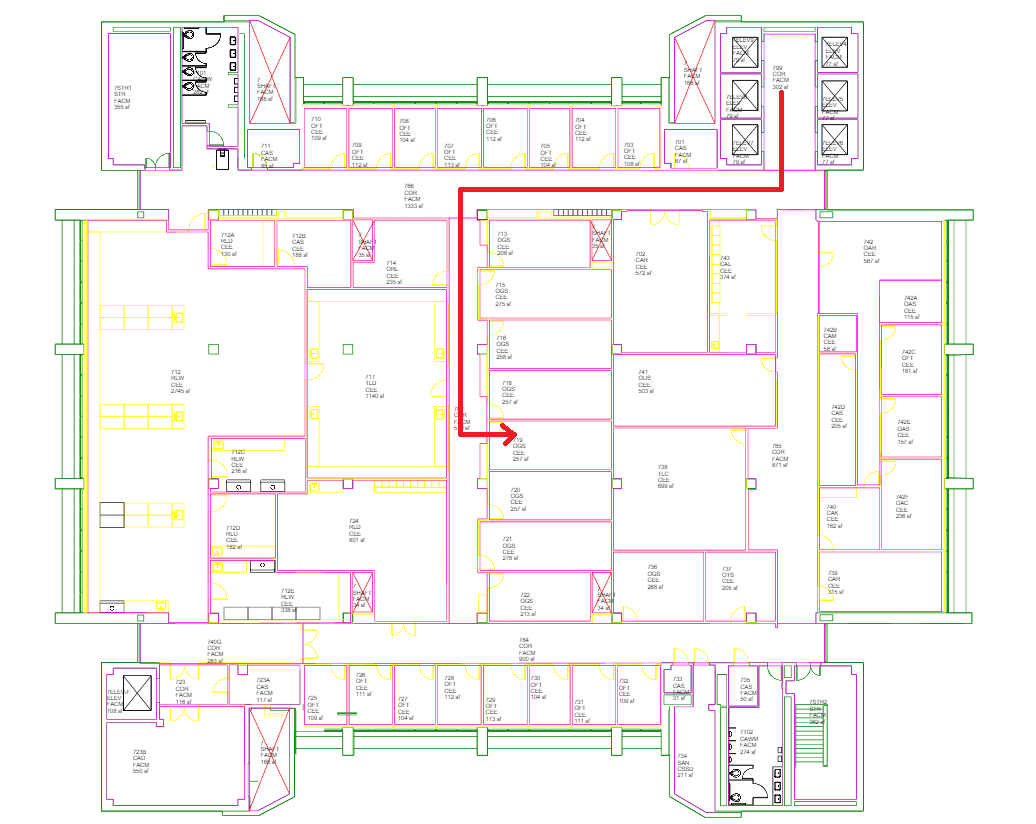 7STR1
STR
FACM
355 sf
FACM
7
SHAFT
FACM
168 sf
711
CAS
FACM
710
OFT
CEE
109 sf
709
OFT
CEE
112 sf
708
OFT
CEE
104 sf
707
OFT
CEE
113 sf
706
OFT
CEE
112 sf
705
OFT
CEE
104 sf
704
OFT
CEE
112 sf
703
OFT
CEE
108 sf
7
SHAFT
FACM
168 sf
701
CAS
FACM
87 sf
ELEV
FACM
79 sf
ELEV
FACM
79 sf
ELEV
FACM
79 sf
799
COR
FACM
302 sf
ELEV
FACM
77 sf
ELEV
FACM
77 sf
ELEV
FACM
77 sf
788
COR
FACM
1333 sf
712A
RLD
CEE
130 sf
712B
CAS
CEE
168 sf
7
SHAFT
FACM
35 sf
714
ORL
CEE
235 sf
713
OGS
CEE
208 sf
7
SHAFT
FACM
35 sf
702
CAR
CEE
572 sf
743
CAL
CEE
374 sf
742
OAR
CEE
567 sf
715
OGS
CEE
275 sf
742A
OAS
CEE
115 sf
716
OGS
CEE
258 sf
742B
CAM
CEE
58 sf
742C
OFT
CEE
181 sf
712
RLW
CEE
2745 sf
717
TLD
CEE
1140 sf
718
OGS
CEE
257 sf
741
OUS
CEE
503 sf
COR
FACM
742D
CAS
CEE
205 sf
742E
OAS
CEE
157 sf
719
OGS
CEE
257 sf
712C
RLW
CEE
216 sf
738
TLC
CEE
699 sf
785
COR
FACM
871 sf
720
OGS
CEE
257 sf
742F
OAC
CEE
236 sf
740
CAK
CEE
162 sf
712D
RLD
CEE
182 sf
724
RLD
CEE
801 sf
721
OGS
CEE
278 sf
736
OGS
CEE
268 sf
737
OTS
CEE
205 sf
739
CAR
CEE
315 sf
712E
RLW
CEE
338 sf
7
SHAFT
FACM
34 sf
722
OGS
CEE
213 sf
7
SHAFT
FACM
34 sf
740G
COR
FACM
283 sf
784
COR
FACM
900 sf
ELEV
FACM
108 sf
723
COR
FACM
116 sf
723A
CAS
FACM
117 sf
725
OFT
CEE
109 sf
726
OFT
CEE
111 sf
727
OFT
CEE
104 sf
728
OFT
CEE
112 sf
729
OFT
CEE
113 sf
730
OFT
CEE
104 sf
731
OFT
CEE
111 sf
732
OFT
CEE
109 sf
733
CAS
FACM
31 sf
735
CAS
FACM
50 sf
7STR2
STR
FACM
382 sf
723B
CAO
FACM
550 sf
7
SHAFT
FACM
168 sf
734
SAN
CSSD
211 sf
7T02
CAWM
FACM
274 sf